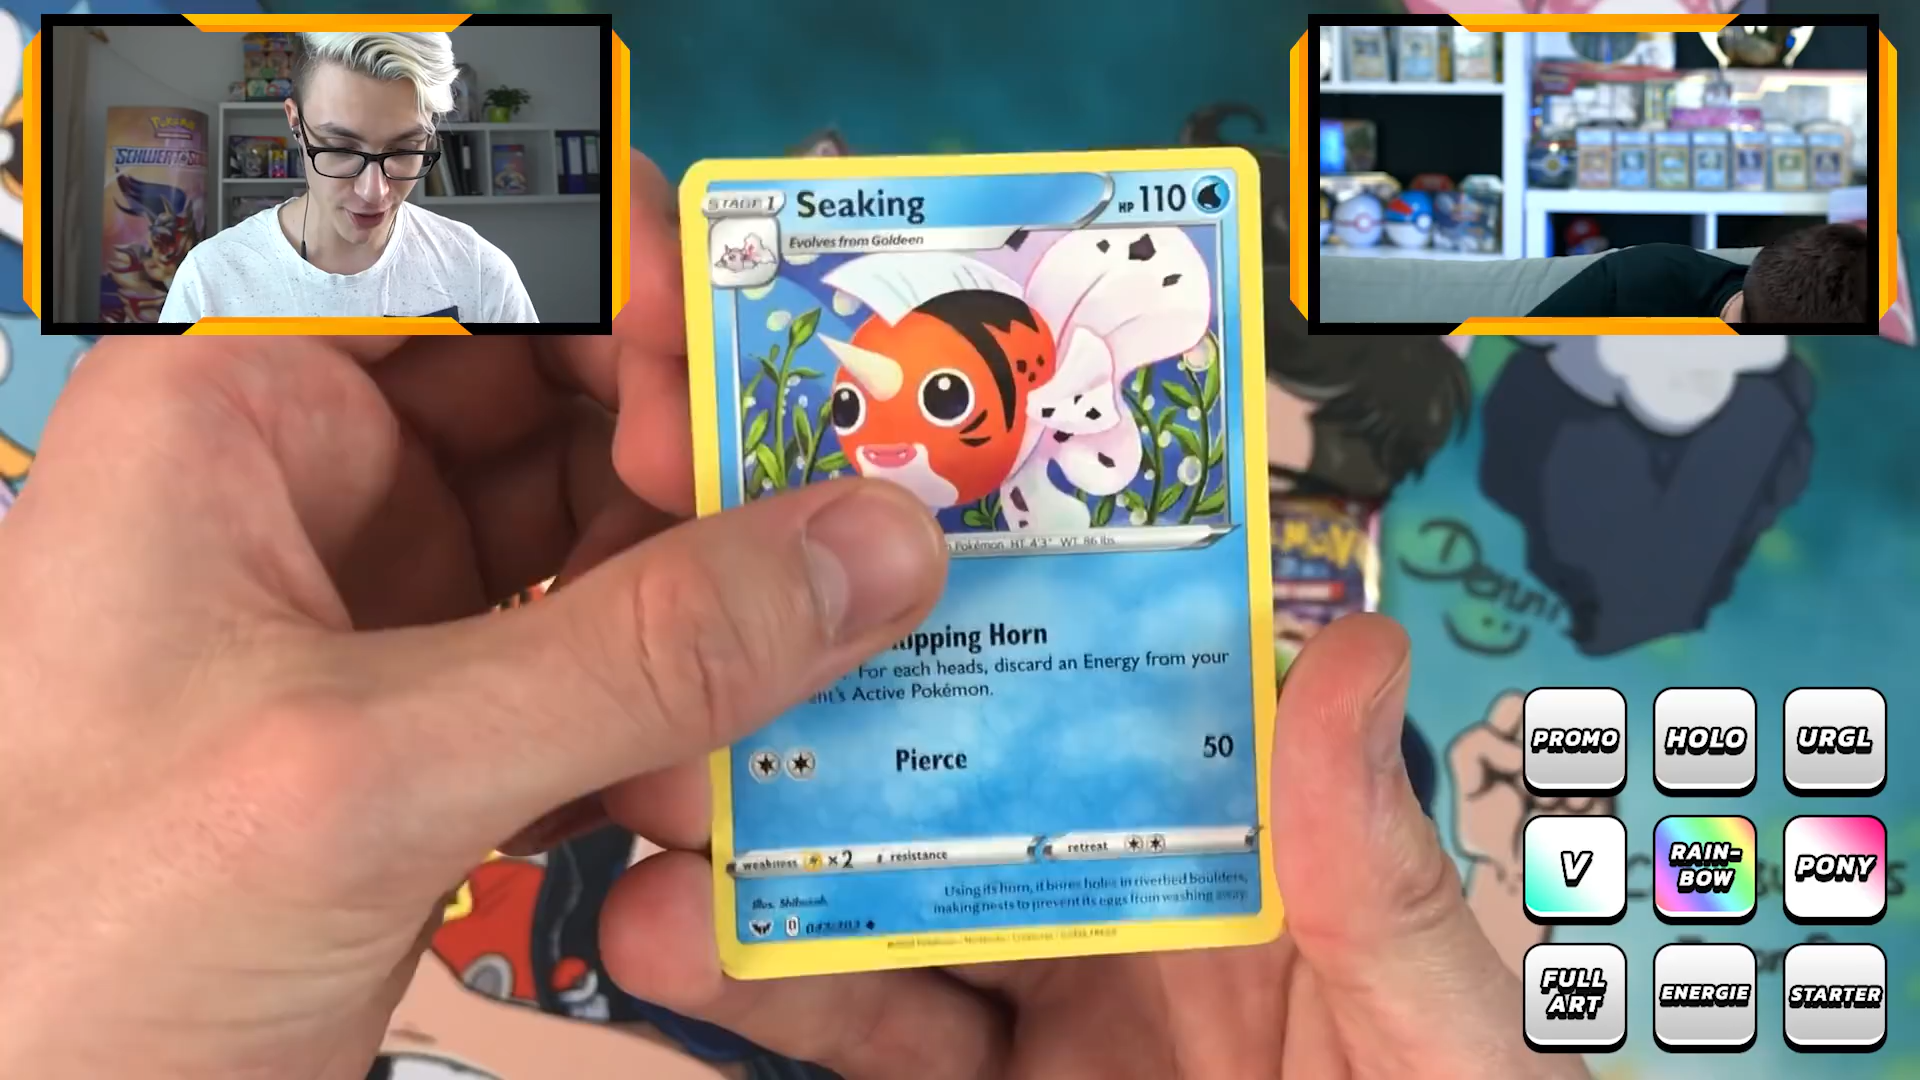 Pokémon
SCHWERT
STAGE 1
Seaking
HP 110
Evolves from Goldeen
Pokémon HT 4'3" WT 86 lbs
Horn
For each heads, discard an Energy from your
Active Pokémon.
Pierce
50
weakness ×2
resistance
retreat
Using its horn, it bores holes in riverbed boulders,
making nests to prevent its eggs from washing away.
Illus.
D
PROMO
HOLO
URGL
V
RAIN-
BOW
PONY
FULL
ART
ENERGIE
STARTER